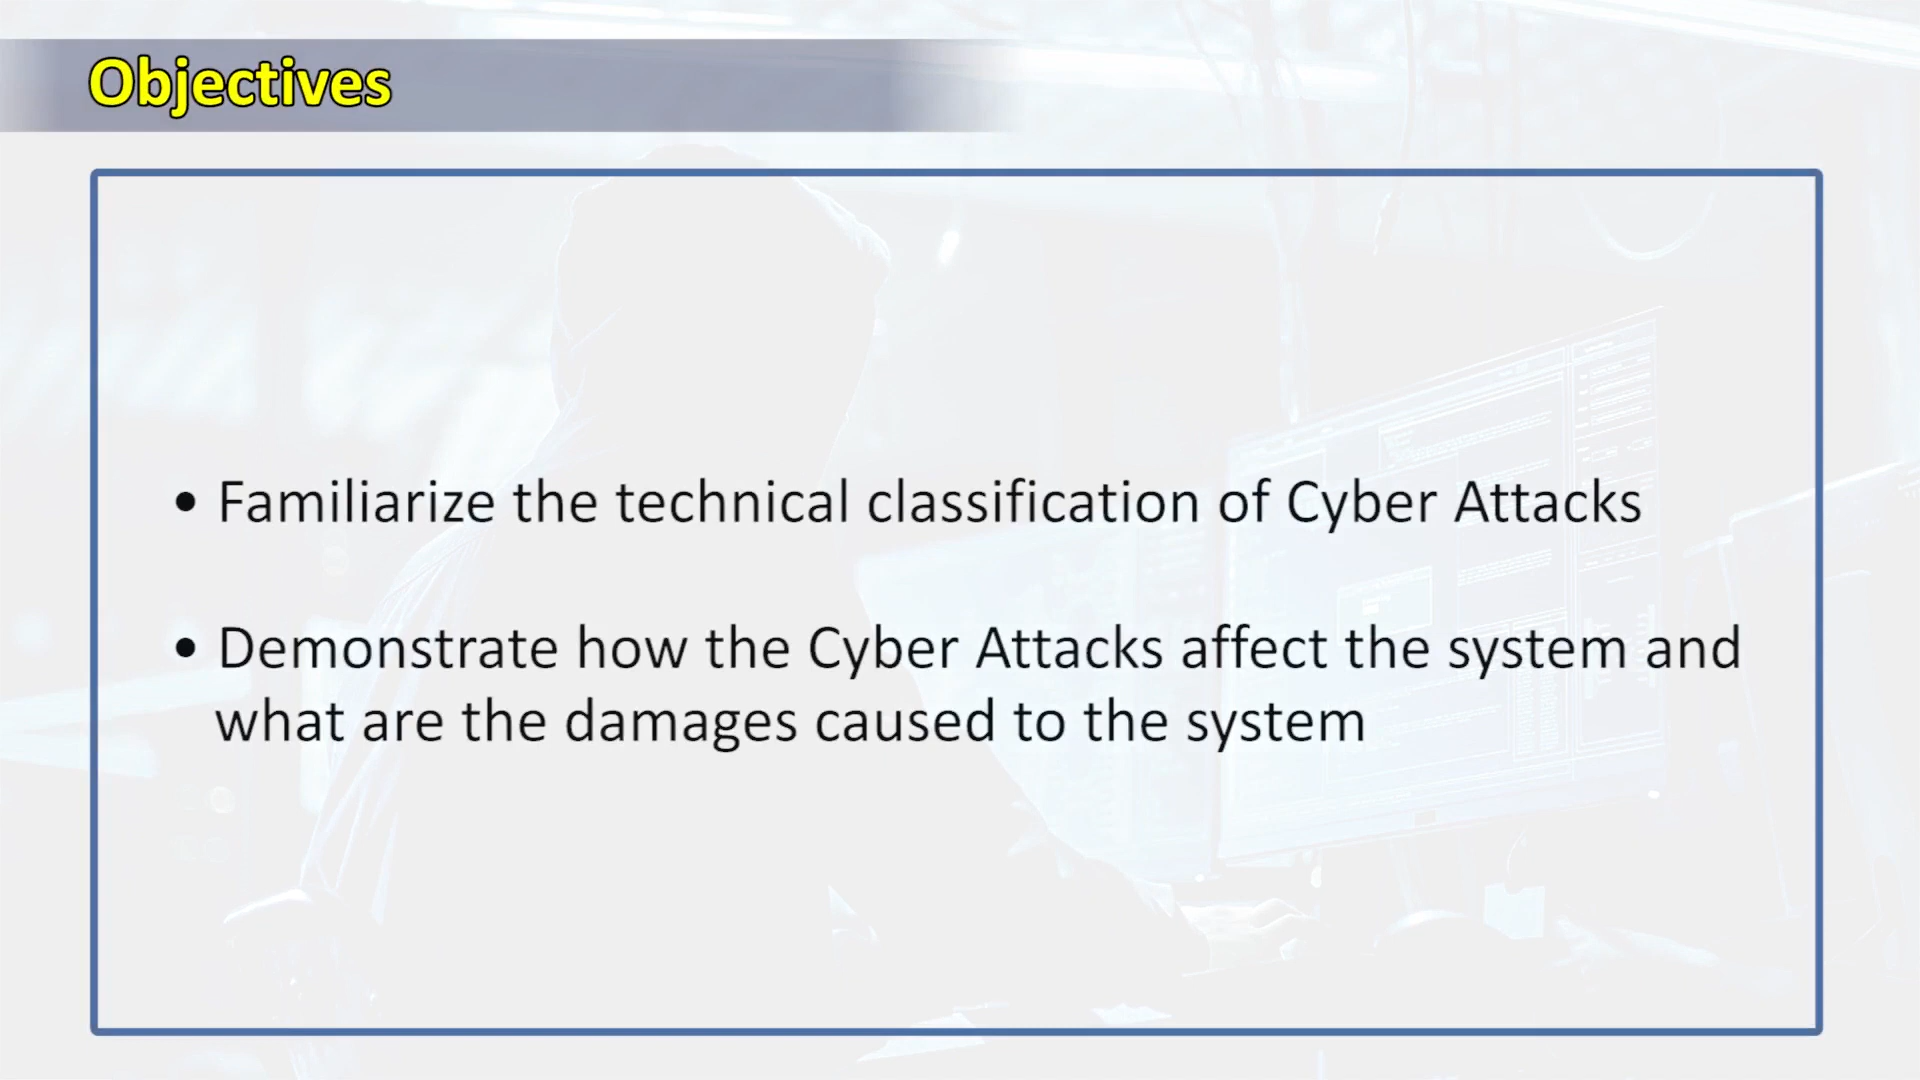 Objectives
• Familiarize the technical classification of Cyber Attacks
• Demonstrate how the Cyber Attacks affect the system and
what are the damages caused to the system